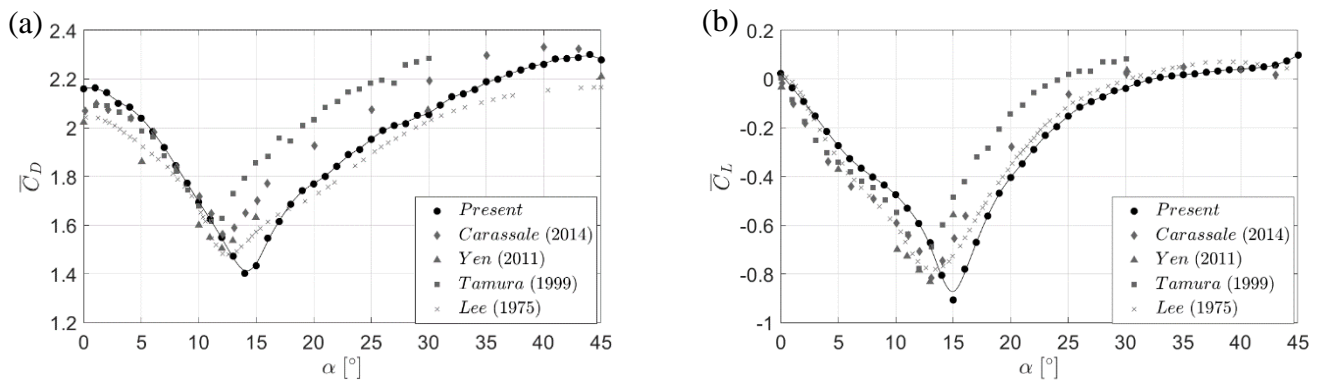 (a)
2.4
2.2
2
1.8
1.6
1.4
1.2
C̅_D
0 5 10 15 20 25 30 35 40 45
α [°]
Present
Carassale (2014)
Yen (2011)
Tamura (1999)
Lee (1975)
(b)
0.2
0
-0.2
-0.4
-0.6
-0.8
-1
C̅_L
0 5 10 15 20 25 30 35 40 45
α [°]
Present
Carassale (2014)
Yen (2011)
Tamura (1999)
Lee (1975)